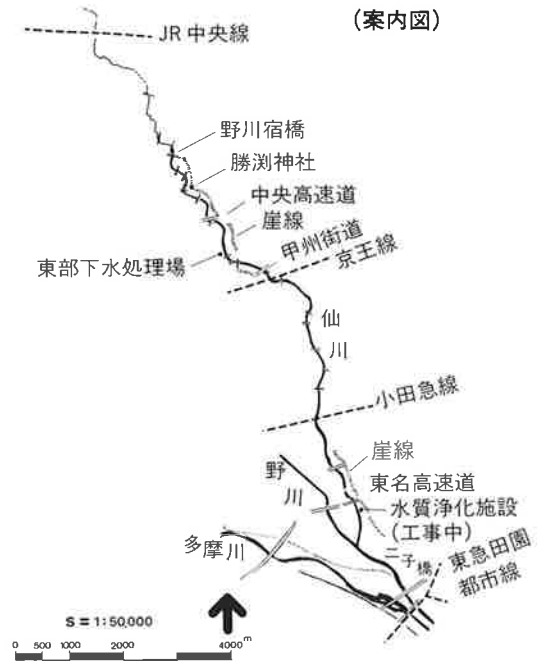 (案内図)
JR中央線
野川宿橋
勝渕神社
中央高速道
崖線
甲州街道
京王線
東部下水処理場
仙川
小田急線
崖線
野川
東名高速道
水質浄化施設
(工事中)
多摩川
二子橋
東急田園
都市線
S=1:50,000
0 500 1000 2000 4000m